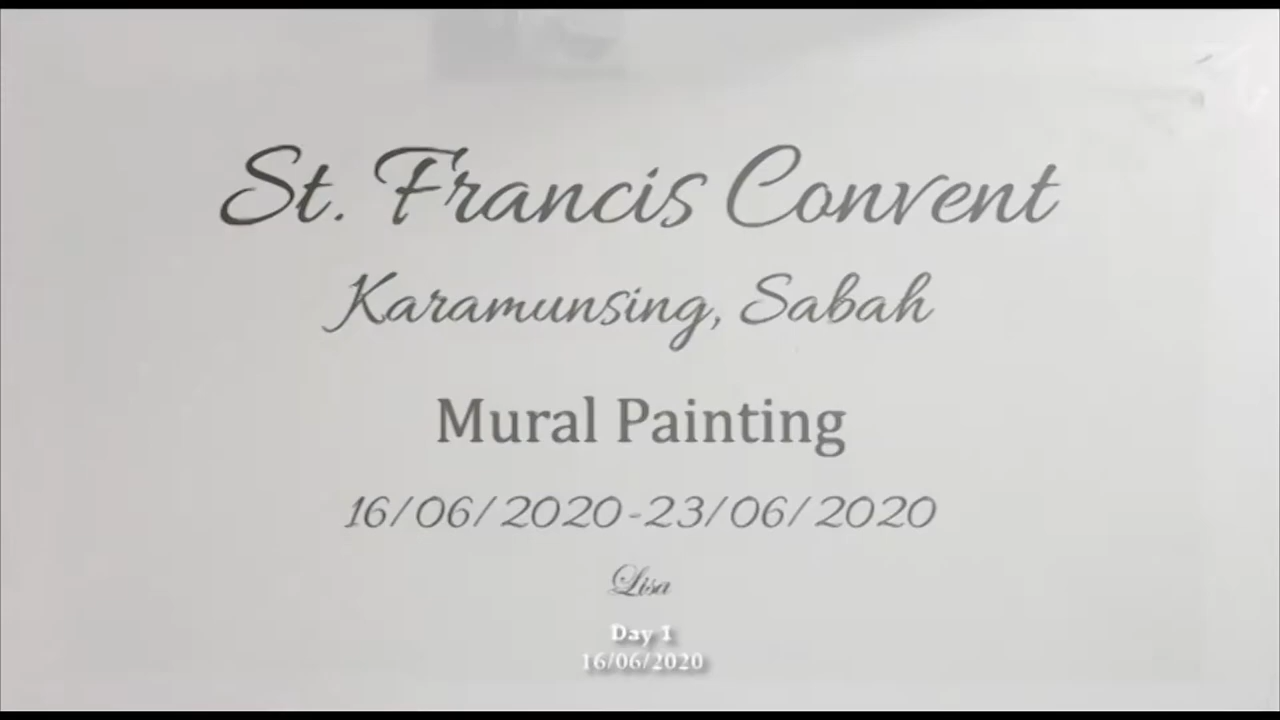 St. Francis Convent
Karamunsing, Sabah
Mural Painting
16/06/2020-23/06/2020
Lisa
Day 1
16/06/2020